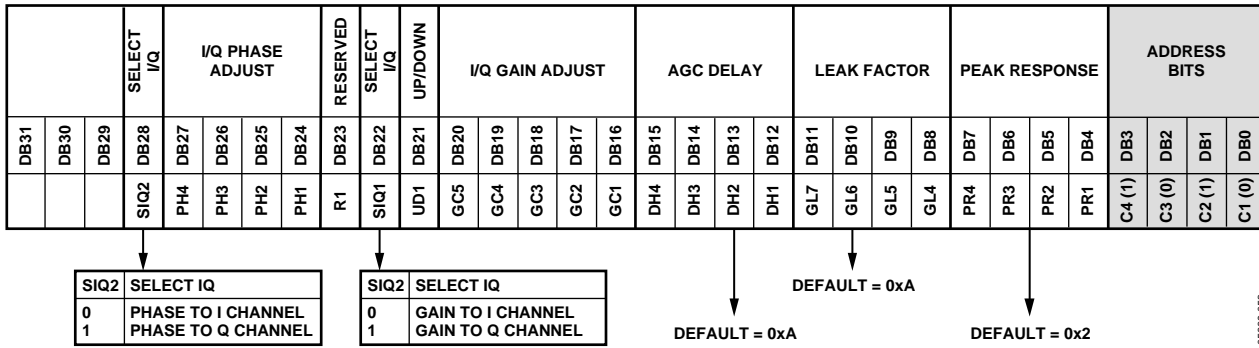 SELECT I/Q
I/Q PHASE ADJUST
RESERVED
SELECT I/Q
UP/DOWN
I/Q GAIN ADJUST
AGC DELAY
LEAK FACTOR
PEAK RESPONSE
ADDRESS BITS
DB31 DB30 DB29 DB28 DB27 DB26 DB25 DB24 DB23 DB22 DB21 DB20 DB19 DB18 DB17 DB16 DB15 DB14 DB13 DB12 DB11 DB10 DB9 DB8 DB7 DB6 DB5 DB4 DB3 DB2 DB1 DB0
SIQ2 PH4 PH3 PH2 PH1 R1 SIQ1 UD1 GC5 GC4 GC3 GC2 GC1 DH4 DH3 DH2 DH1 GL7 GL6 GL5 GL4 PR4 PR3 PR2 PR1 C4 (1) C3 (0) C2 (1) C1 (0)
SIQ2 SELECT IQ
0 PHASE TO I CHANNEL
1 PHASE TO Q CHANNEL
SIQ2 SELECT IQ
0 GAIN TO I CHANNEL
1 GAIN TO Q CHANNEL
DEFAULT = 0xA
DEFAULT = 0xA
DEFAULT = 0x2